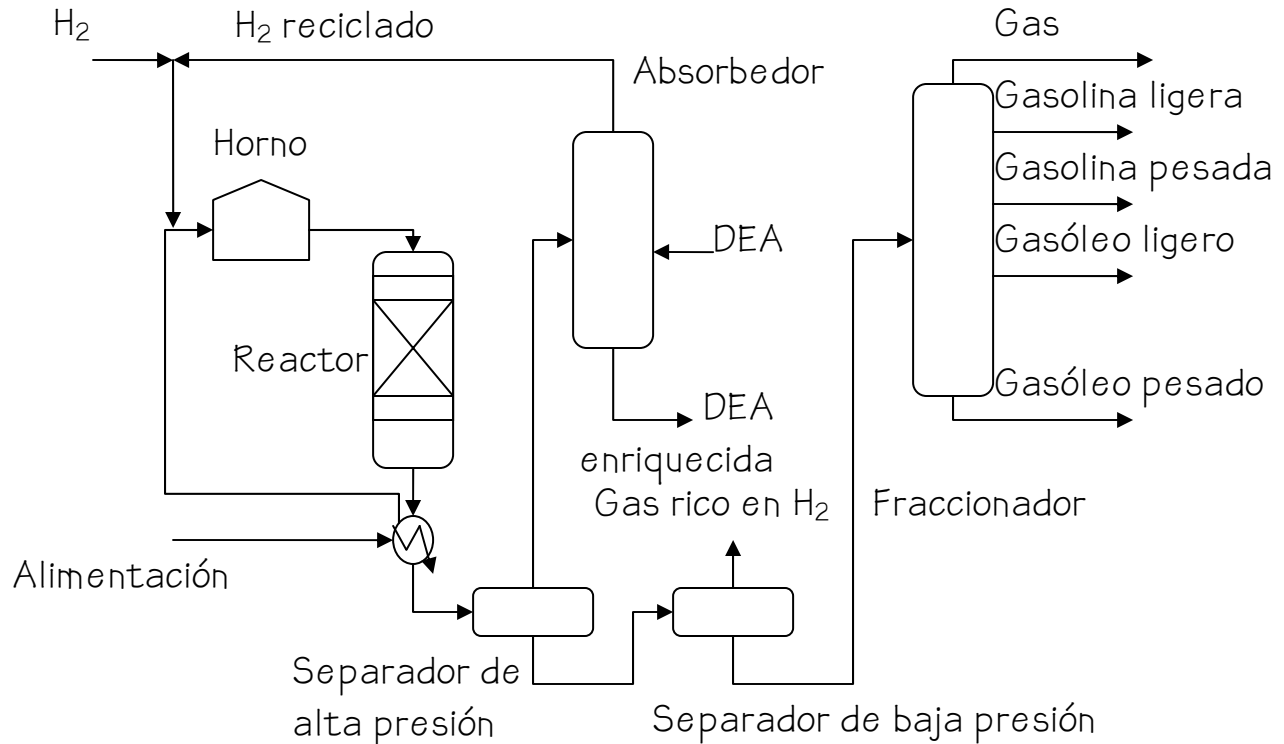 H₂
H₂ reciclado
Gas
Absorbedor
Gasolina ligera
Horno
Gasolina pesada
DEA
Gasóleo ligero
Reactor
Gasóleo pesado
DEA
enriquecida
Gas rico en H₂
Fraccionador
Alimentación
Separador de
alta presión
Separador de baja presión